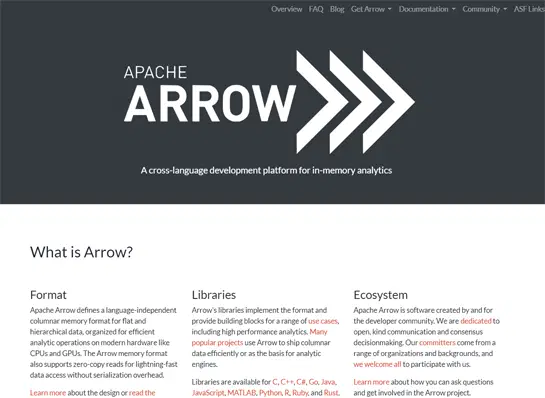 Overview FAQ Blog Get Arrow Documentation Community ASF Links
APACHE
ARROW
A cross-language development platform for in-memory analytics
What is Arrow?
Format
Apache Arrow defines a language-independent
columnar memory format for flat and
hierarchical data, organized for efficient
analytic operations on modern hardware like
CPUs and GPUs. The Arrow memory format
also supports zero-copy reads for lightning-fast
data access without serialization overhead.
Learn more about the design or read the
Libraries
Arrow's libraries implement the format and
provide building blocks for a range of use cases,
including high performance analytics. Many
popular projects use Arrow to ship columnar
data efficiently or as the basis for analytic
engines.
Libraries are available for C, C++, C#, Go, Java,
JavaScript, MATLAB, Python, R, Ruby, and Rust.
Ecosystem
Apache Arrow is software created by and for
the developer community. We are dedicated to
open, kind communication and consensus
decisionmaking. Our committers come from a
range of organizations and backgrounds, and
we welcome all to participate with us.
Learn more about how you can ask questions
and get involved in the Arrow project.